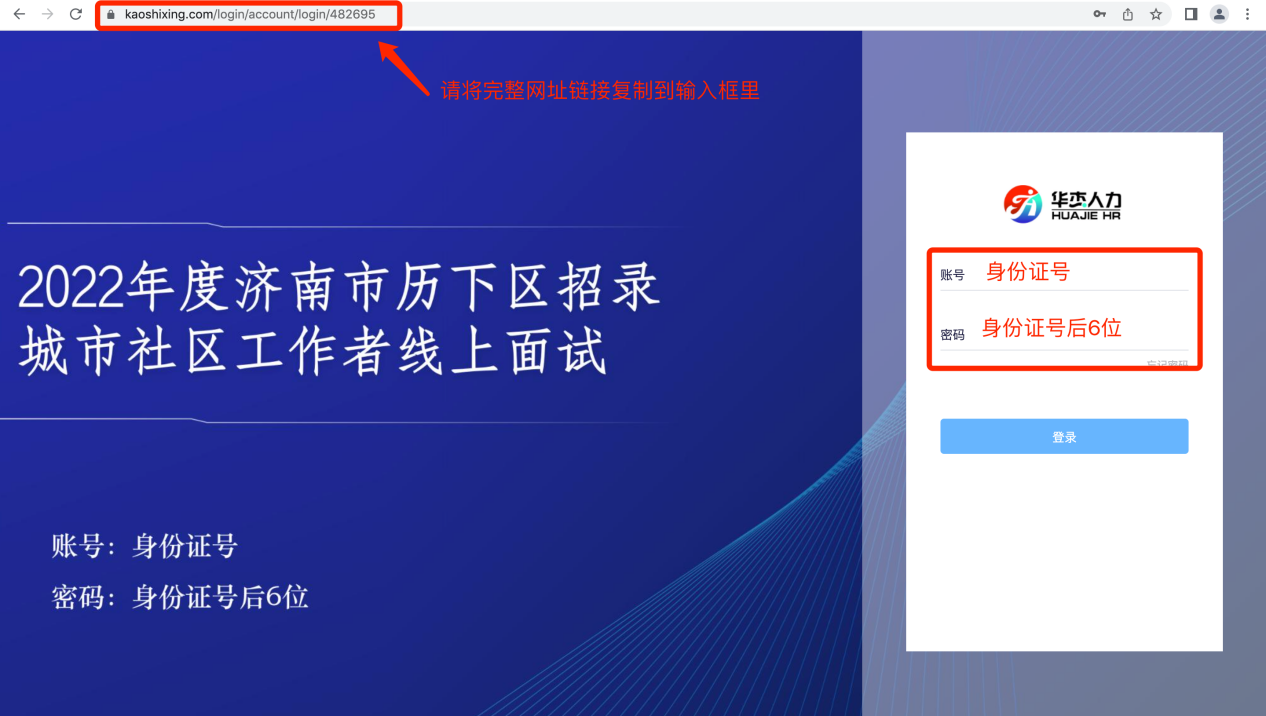 kaoshixing.com/login/account/login/482695
请将完整网址链接复制到输入框里
华杰人力
HUAJIE HR
2022年度济南市历下区招录
城市社区工作者线上面试
账号 身份证号
密码 身份证号后6位
忘记密码
登录
账号：身份证号
密码：身份证号后6位